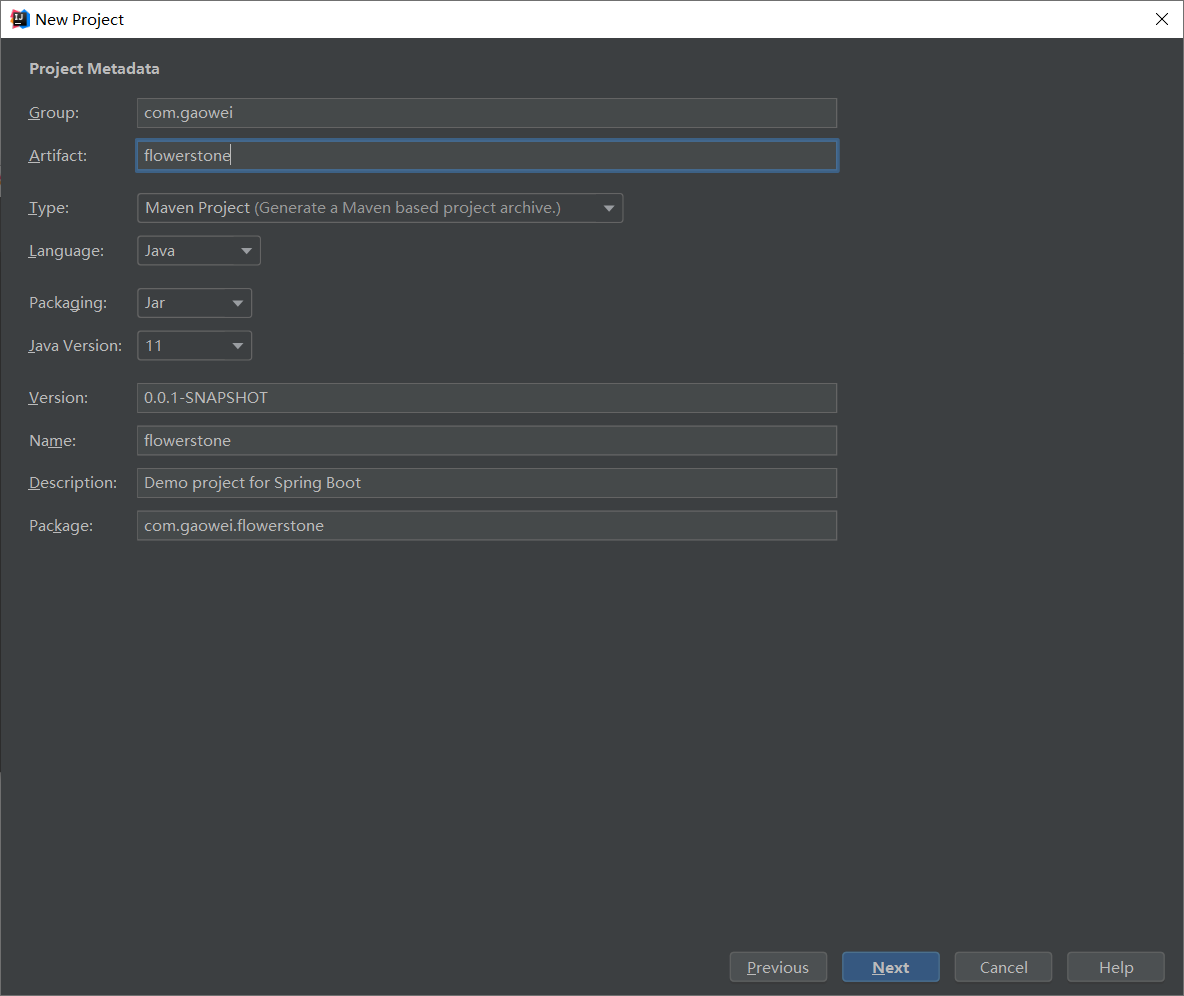 New Project
Project Metadata
Group: com.gaowei
Artifact: flowerstone
Type: Maven Project (Generate a Maven based project archive.)
Language: Java
Packaging: Jar
Java Version: 11
Version: 0.0.1-SNAPSHOT
Name: flowerstone
Description: Demo project for Spring Boot
Package: com.gaowei.flowerstone
Previous Next Cancel Help